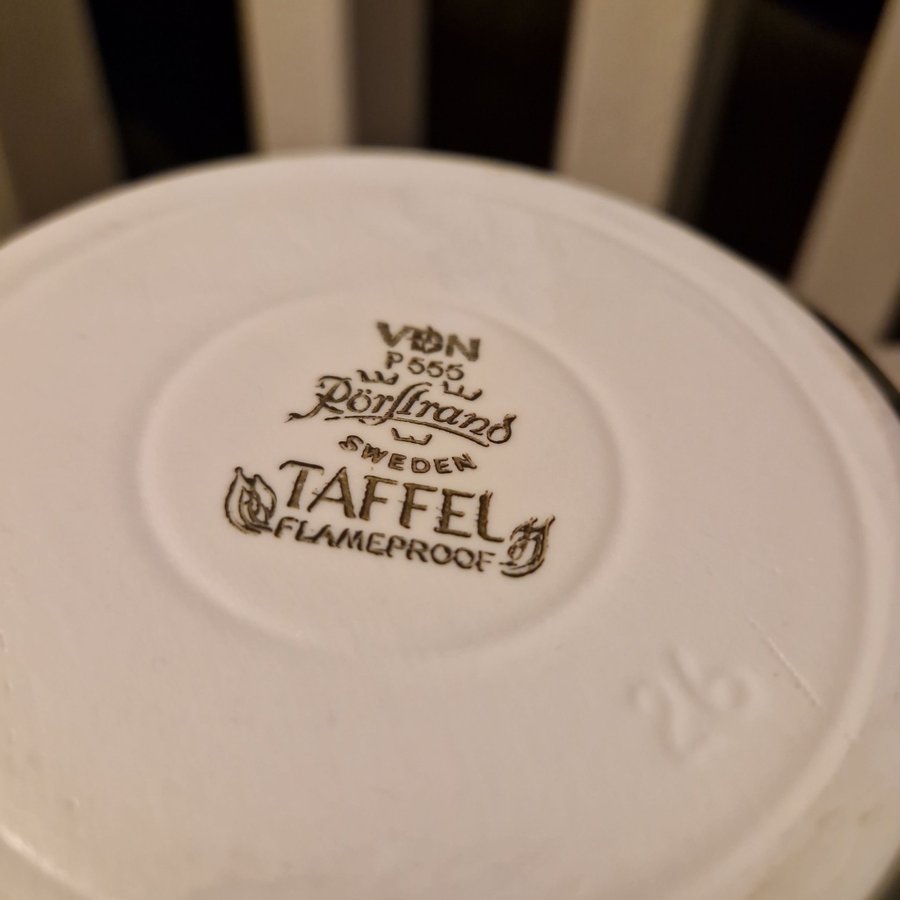 VDN
P 555
Rörstrand
SWEDEN
TAFFEL
FLAMEPROOF
26